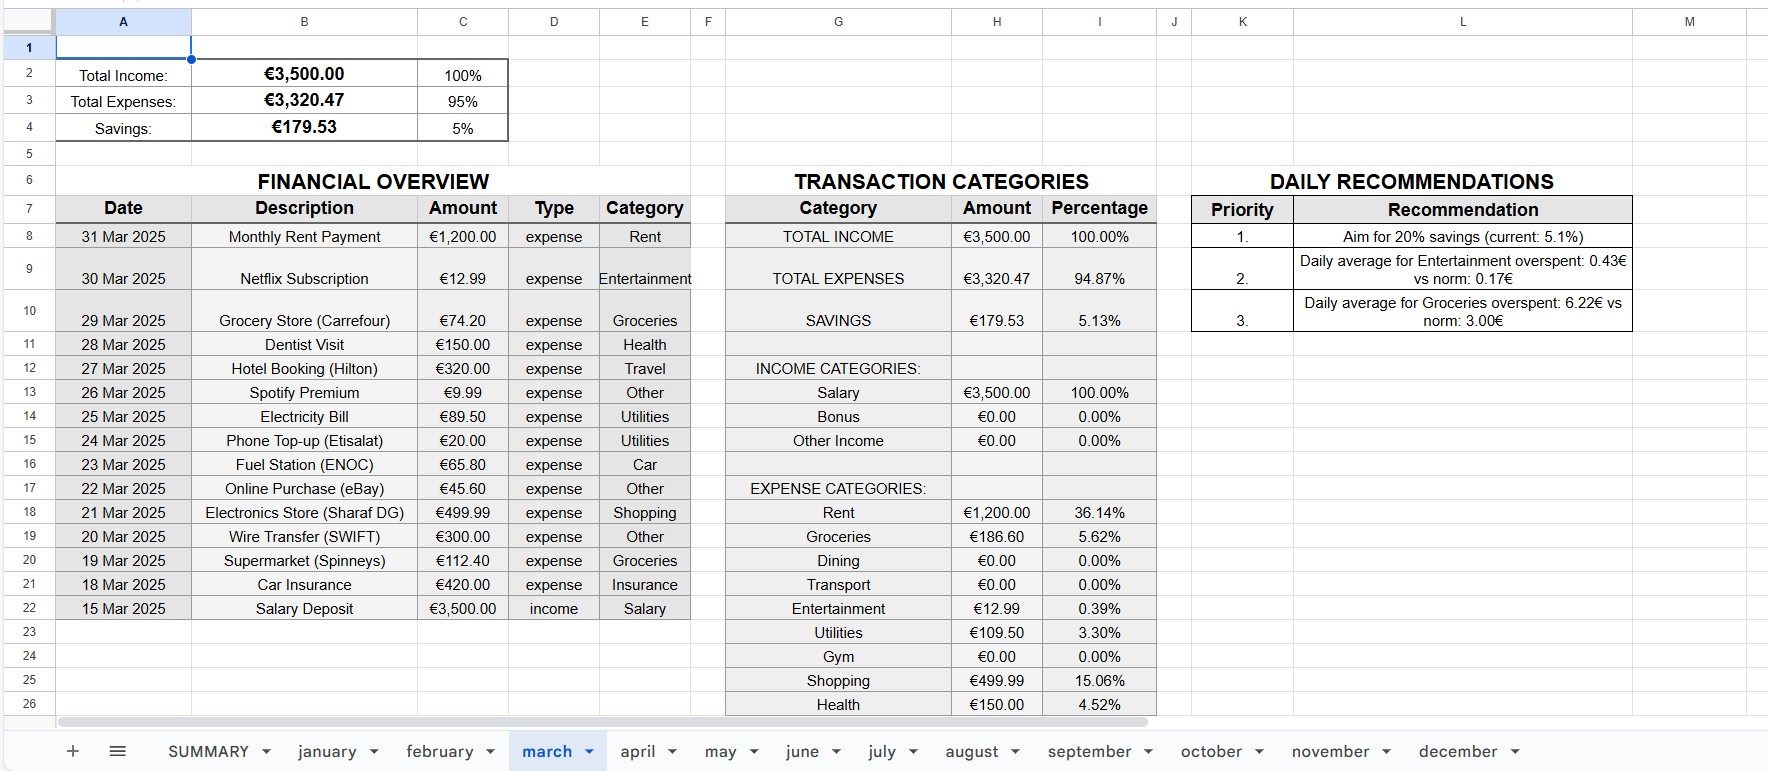 A B C D E F G H I J K L M
1
2 Total Income: €3,500.00 100%
3 Total Expenses: €3,320.47 95%
4 Savings: €179.53 5%
5
6 FINANCIAL OVERVIEW TRANSACTION CATEGORIES DAILY RECOMMENDATIONS
7 Date Description Amount Type Category Category Amount Percentage Priority Recommendation
8 31 Mar 2025 Monthly Rent Payment €1,200.00 expense Rent TOTAL INCOME €3,500.00 100.00% 1. Aim for 20% savings (current: 5.1%)
9 30 Mar 2025 Netflix Subscription €12.99 expense Entertainment TOTAL EXPENSES €3,320.47 94.87% 2. Daily average for Entertainment overspent: 0.43€
vs norm: 0.17€
10 29 Mar 2025 Grocery Store (Carrefour) €74.20 expense Groceries SAVINGS €179.53 5.13% 3. Daily average for Groceries overspent: 6.22€ vs
norm: 3.00€
11 28 Mar 2025 Dentist Visit €150.00 expense Health
12 27 Mar 2025 Hotel Booking (Hilton) €320.00 expense Travel INCOME CATEGORIES:
13 26 Mar 2025 Spotify Premium €9.99 expense Other Salary €3,500.00 100.00%
14 25 Mar 2025 Electricity Bill €89.50 expense Utilities Bonus €0.00 0.00%
15 24 Mar 2025 Phone Top-up (Etisalat) €20.00 expense Utilities Other Income €0.00 0.00%
16 23 Mar 2025 Fuel Station (ENOC) €65.80 expense Car
17 22 Mar 2025 Online Purchase (eBay) €45.60 expense Other EXPENSE CATEGORIES:
18 21 Mar 2025 Electronics Store (Sharaf DG) €499.99 expense Shopping Rent €1,200.00 36.14%
19 20 Mar 2025 Wire Transfer (SWIFT) €300.00 expense Other Groceries €186.60 5.62%
20 19 Mar 2025 Supermarket (Spinneys) €112.40 expense Groceries Dining €0.00 0.00%
21 18 Mar 2025 Car Insurance €420.00 expense Insurance Transport €0.00 0.00%
22 15 Mar 2025 Salary Deposit €3,500.00 income Salary Entertainment €12.99 0.39%
23 Utilities €109.50 3.30%
24 Gym €0.00 0.00%
25 Shopping €499.99 15.06%
26 Health €150.00 4.52%
SUMMARY january february march april may june july august september october november december